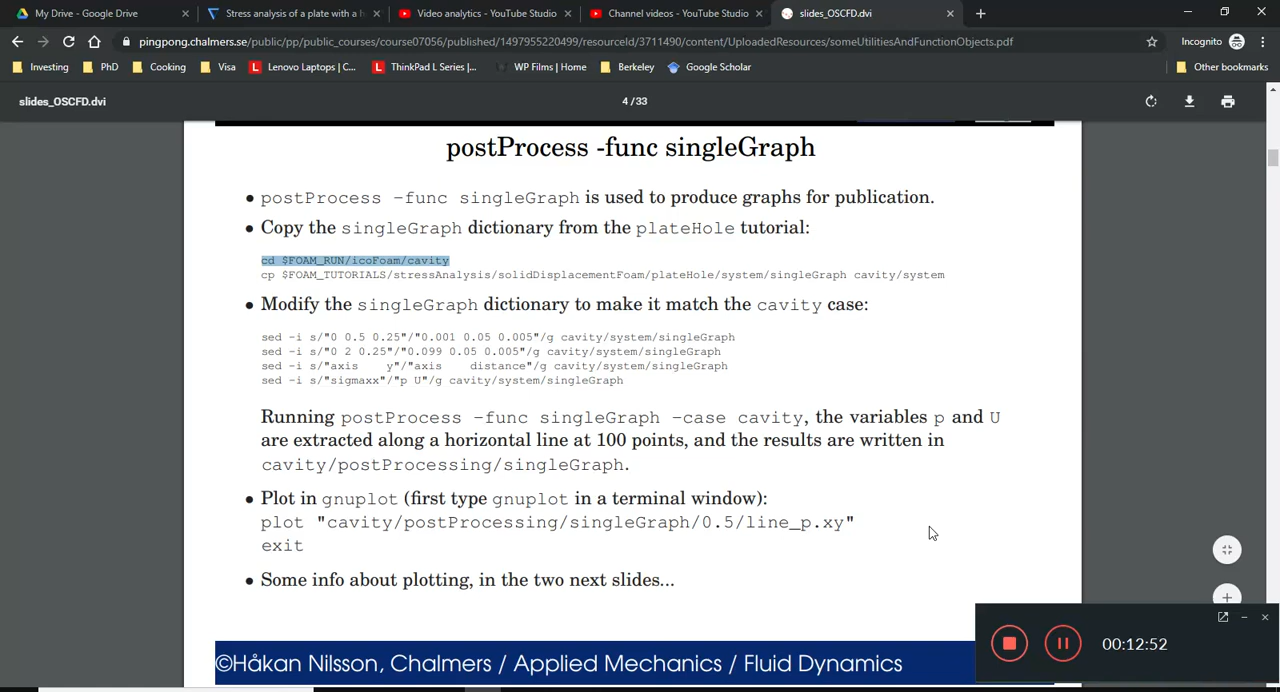 My Drive - Google Drive
Stress analysis of a plate with a h
Video analytics - YouTube Studio
Channel videos - YouTube Studio
slides_OSCFD.dvi
pingpong.chalmers.se/public/pp/public_courses/course07056/published/1497955220499/resourceId/3711490/content/UploadedResources/someUtilitiesAndFunctionObjects.pdf
Incognito
Investing
PhD
Cooking
Visa
Lenovo Laptops | C...
ThinkPad L Series |...
WP Films | Home
Berkeley
Google Scholar
Other bookmarks
slides_OSCFD.dvi
4 / 33
postProcess -func singleGraph
• postProcess -func singleGraph is used to produce graphs for publication.
• Copy the singleGraph dictionary from the plateHole tutorial:
cd $FOAM_RUN/icoFoam/cavity
cp $FOAM_TUTORIALS/stressAnalysis/solidDisplacementFoam/plateHole/system/singleGraph cavity/system
• Modify the singleGraph dictionary to make it match the cavity case:
sed -i s/"0 0.5 0.25"/"0.001 0.05 0.005"/g cavity/system/singleGraph
sed -i s/"0 2 0.25"/"0.099 0.05 0.005"/g cavity/system/singleGraph
sed -i s/"axis    y"/"axis    distance"/g cavity/system/singleGraph
sed -i s/"sigmaxx"/"p U"/g cavity/system/singleGraph
Running postProcess -func singleGraph -case cavity, the variables p and U
are extracted along a horizontal line at 100 points, and the results are written in
cavity/postProcessing/singleGraph.
• Plot in gnuplot (first type gnuplot in a terminal window):
plot "cavity/postProcessing/singleGraph/0.5/line_p.xy"
exit
• Some info about plotting, in the two next slides...
©Håkan Nilsson, Chalmers / Applied Mechanics / Fluid Dynamics
00:12:52